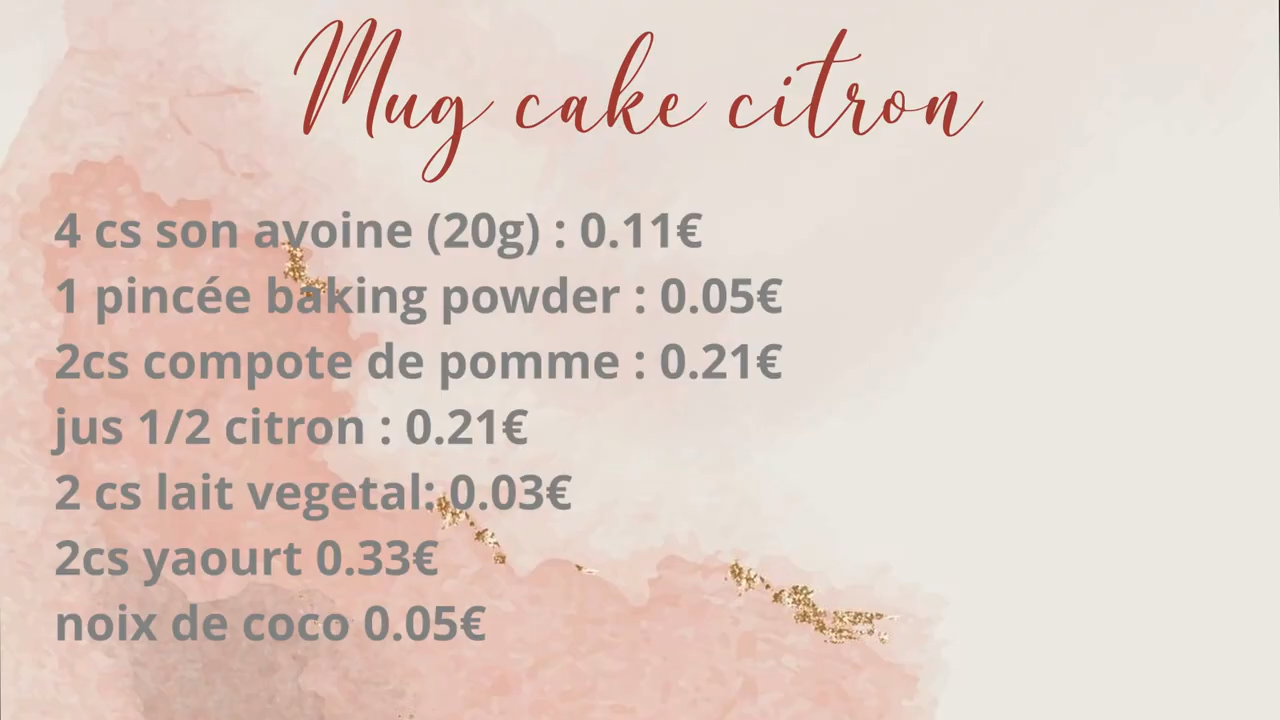 Mug cake citron
4 cs son avoine (20g) : 0.11€
1 pincée baking powder : 0.05€
2cs compote de pomme : 0.21€
jus 1/2 citron : 0.21€
2 cs lait vegetal: 0.03€
2cs yaourt 0.33€
noix de coco 0.05€